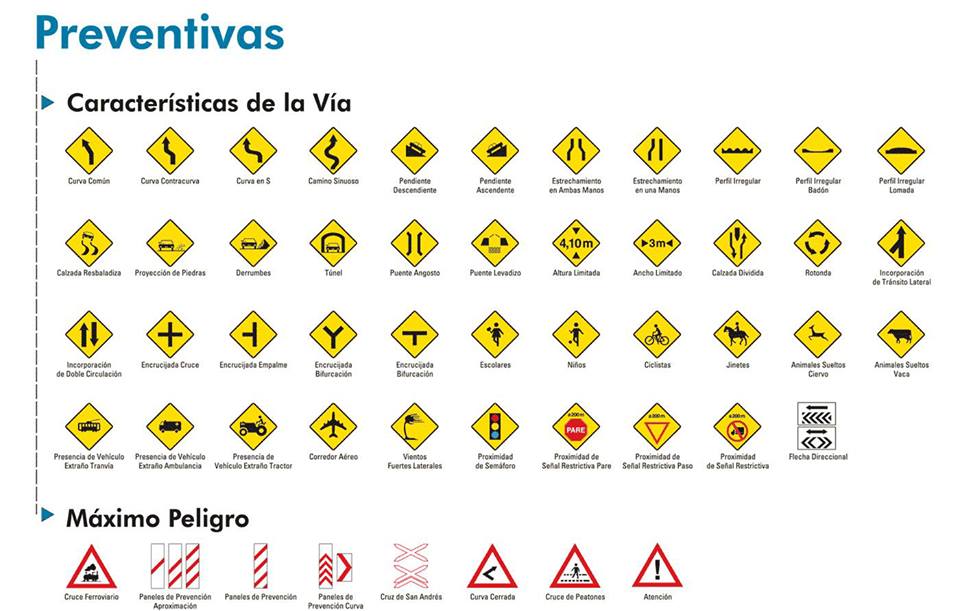 Preventivas
Características de la Vía
Curva Común
Curva Contracurva
Curva en S
Camino Sinuoso
Pendiente
Descendiente
Pendiente
Ascendente
Estrechamiento
en Ambas Manos
Estrechamiento
en una Manos
Perfil Irregular
Perfil Irregular
Badón
Perfil Irregular
Lomada
4,10m
3m
Calzada Resbaladiza
Proyección de Piedras
Derrumbes
Túnel
Puente Angosto
Puente Levadizo
Altura Limitada
Ancho Limitado
Calzada Dividida
Rotonda
Incorporación
de Tránsito Lateral
Incorporación
de Doble Circulación
Encrucijada Cruce
Encrucijada Empalme
Encrucijada
Bifurcación
Encrucijada
Bifurcación
Escolares
Niños
Ciclistas
Jinetes
Animales Sueltos
Ciervo
Animales Sueltos
Vaca
a 200 m
PARE
a 200 m
a 200 m
Presencia de Vehículo
Extraño Tranvía
Presencia de Vehículo
Extraño Ambulancia
Presencia de
Vehículo Extraño Tractor
Corredor Aéreo
Vientos
Fuertes Laterales
Proximidad
de Semáforo
Proximidad de
Señal Restrictiva Pare
Proximidad de
Señal Restrictiva Paso
Proximidad
de Señal Restrictiva
Flecha Direccional
Máximo Peligro
Cruce Ferroviario
Paneles de Prevención
Aproximación
Paneles de Prevención
Paneles de
Prevención Curva
Cruz de San Andrés
Curva Cerrada
Cruce de Peatones
!
Atención